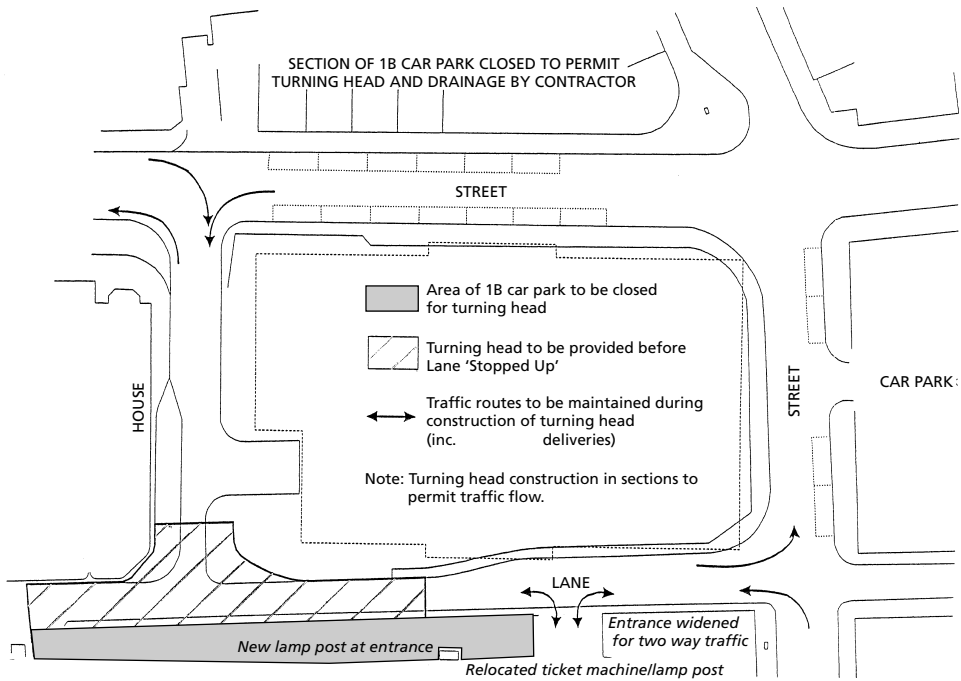 SECTION OF 1B CAR PARK CLOSED TO PERMIT
TURNING HEAD AND DRAINAGE BY CONTRACTOR
STREET
Area of 1B car park to be closed
for turning head
Turning head to be provided before
Lane ‘Stopped Up’
Traffic routes to be maintained during
construction of turning head
(inc. deliveries)
Note: Turning head construction in sections to
permit traffic flow.
HOUSE
STREET
CAR PARK
LANE
Entrance widened
for two way traffic
New lamp post at entrance
Relocated ticket machine/lamp post